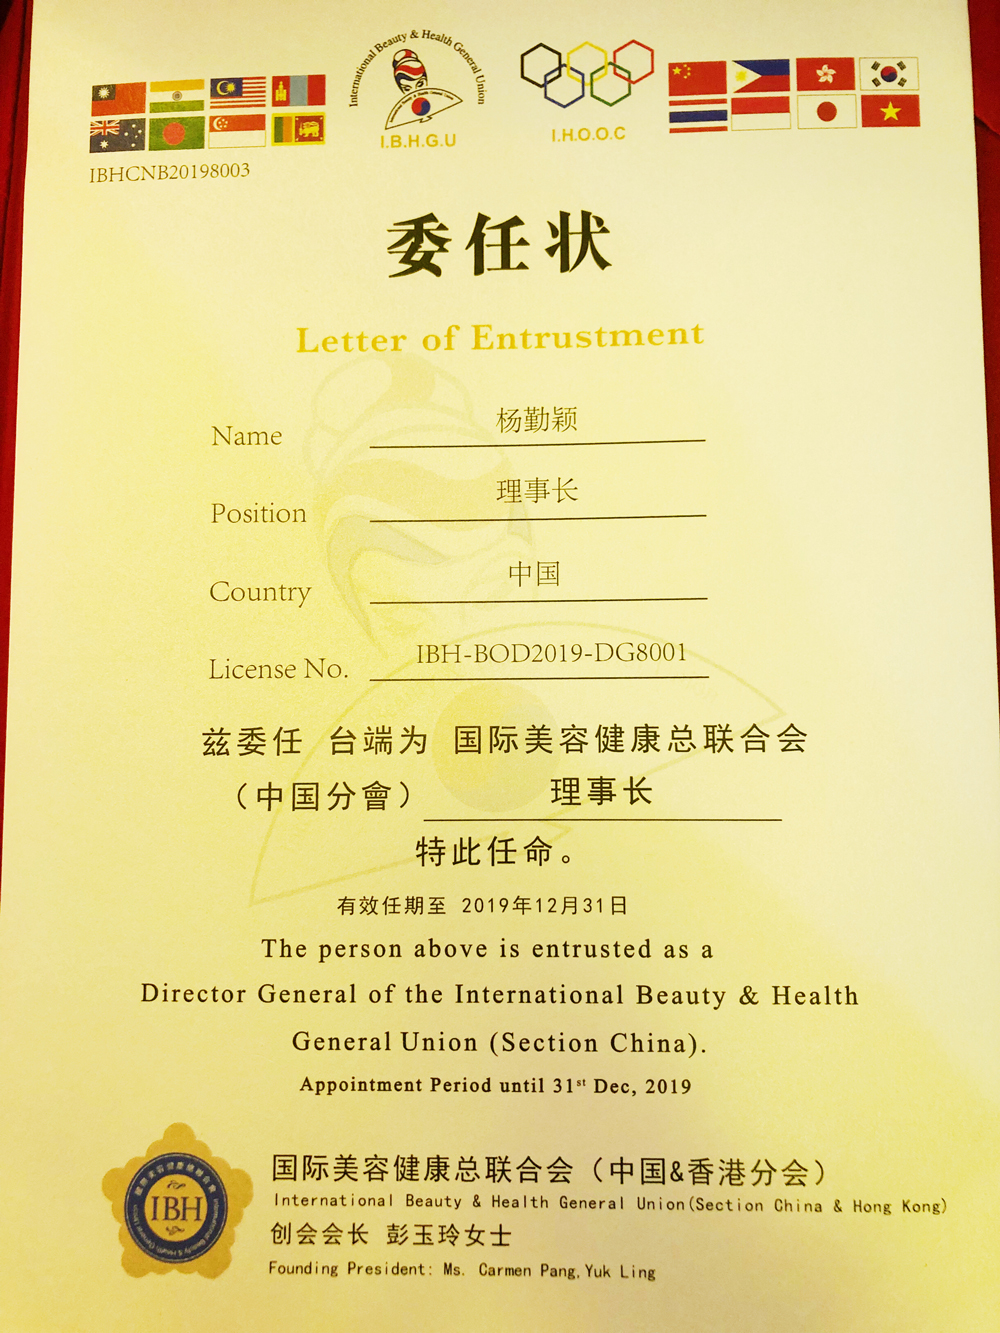 International Beauty & Health General Union
I.B.H.G.U
I.H.O.O.C
IBHCNB20198003
委任状
Letter of Entrustment
Name 杨勤颖
Position 理事长
Country 中国
License No. IBH-BOD2019-DG8001
兹委任 台端为 国际美容健康总联合会
（中国分會） 理事长
特此任命。
有效任期至 2019年12月31日
The person above is entrusted as a
Director General of the International Beauty & Health
General Union (Section China).
Appointment Period until 31st Dec, 2019
IBH
国际美容健康总联合会（中国&香港分会）
International Beauty & Health General Union(Section China & Hong Kong)
创会会长 彭玉玲女士
Founding President: Ms. Carmen Pang,Yuk Ling